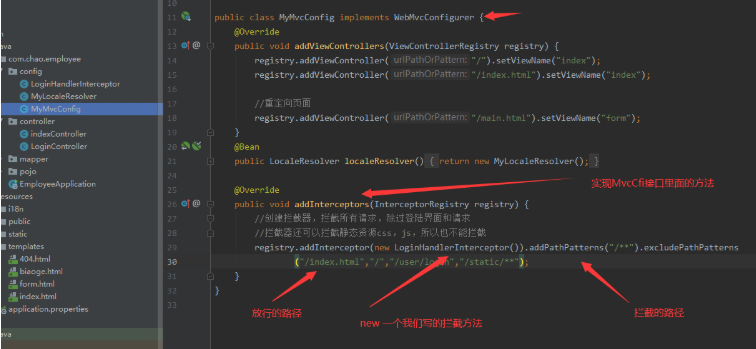 ava
com.chao.employee
config
LoginHandlerInterceptor
MyLocaleResolver
MyMvcConfig
controller
indexController
LoginController
mapper
pojo
EmployeeApplication
esources
i18n
public
static
templates
404.html
biaoge.html
form.html
index.html
application.properties
ava
10
11 public class MyMvcConfig implements WebMvcConfigurer {
12 @Override
13 public void addViewControllers(ViewControllerRegistry registry) {
14 registry.addViewController( urlPathOrPattern: "/").setViewName("index");
15 registry.addViewController( urlPathOrPattern: "/index.html").setViewName("index");
16
17 //重定向页面
18 registry.addViewController( urlPathOrPattern: "/main.html").setViewName("form");
19 }
20 @Bean
21 public LocaleResolver localeResolver() { return new MyLocaleResolver(); }
24
25 @Override
实现MvcCfi接口里面的方法
26 public void addInterceptors(InterceptorRegistry registry) {
27 //创建拦截器，拦截所有请求，除过登陆界面和请求
28 //拦截器还可以拦截静态资源css，js，所以也不能拦截
29 registry.addInterceptor(new LoginHandlerInterceptor()).addPathPatterns("/**").excludePathPatterns
30 ("/index.html","/","/user/login","/static/**");
31 }
32 }
33
放行的路径
new 一个我们写的拦截方法
拦截的路径